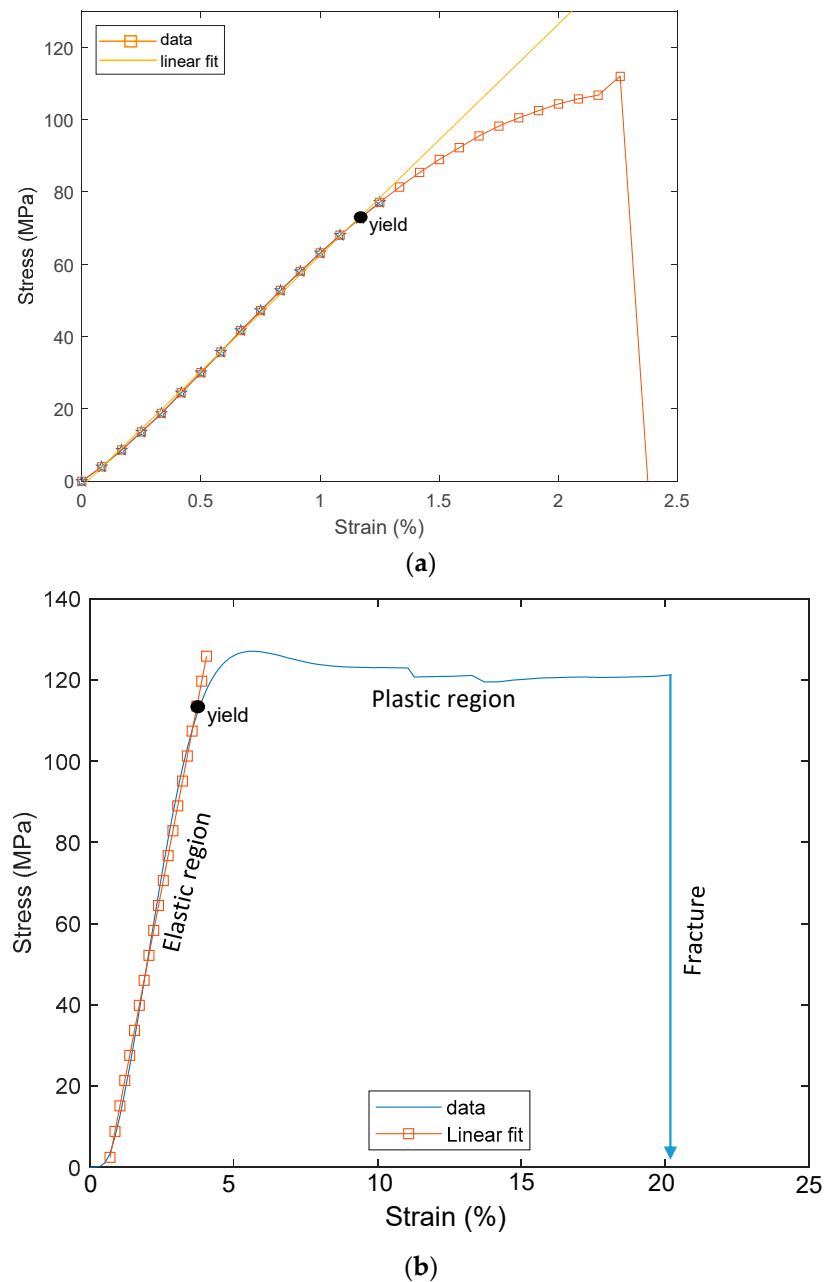 data
linear fit
120
100
80
60
40
20
0
Stress (MPa)
yield
0 0.5 1 1.5 2 2.5
Strain (%)
(a)
140
120
100
80
60
40
20
0
Stress (MPa)
yield
Plastic region
Elastic region
Fracture
data
Linear fit
0 5 10 15 20 25
Strain (%)
(b)